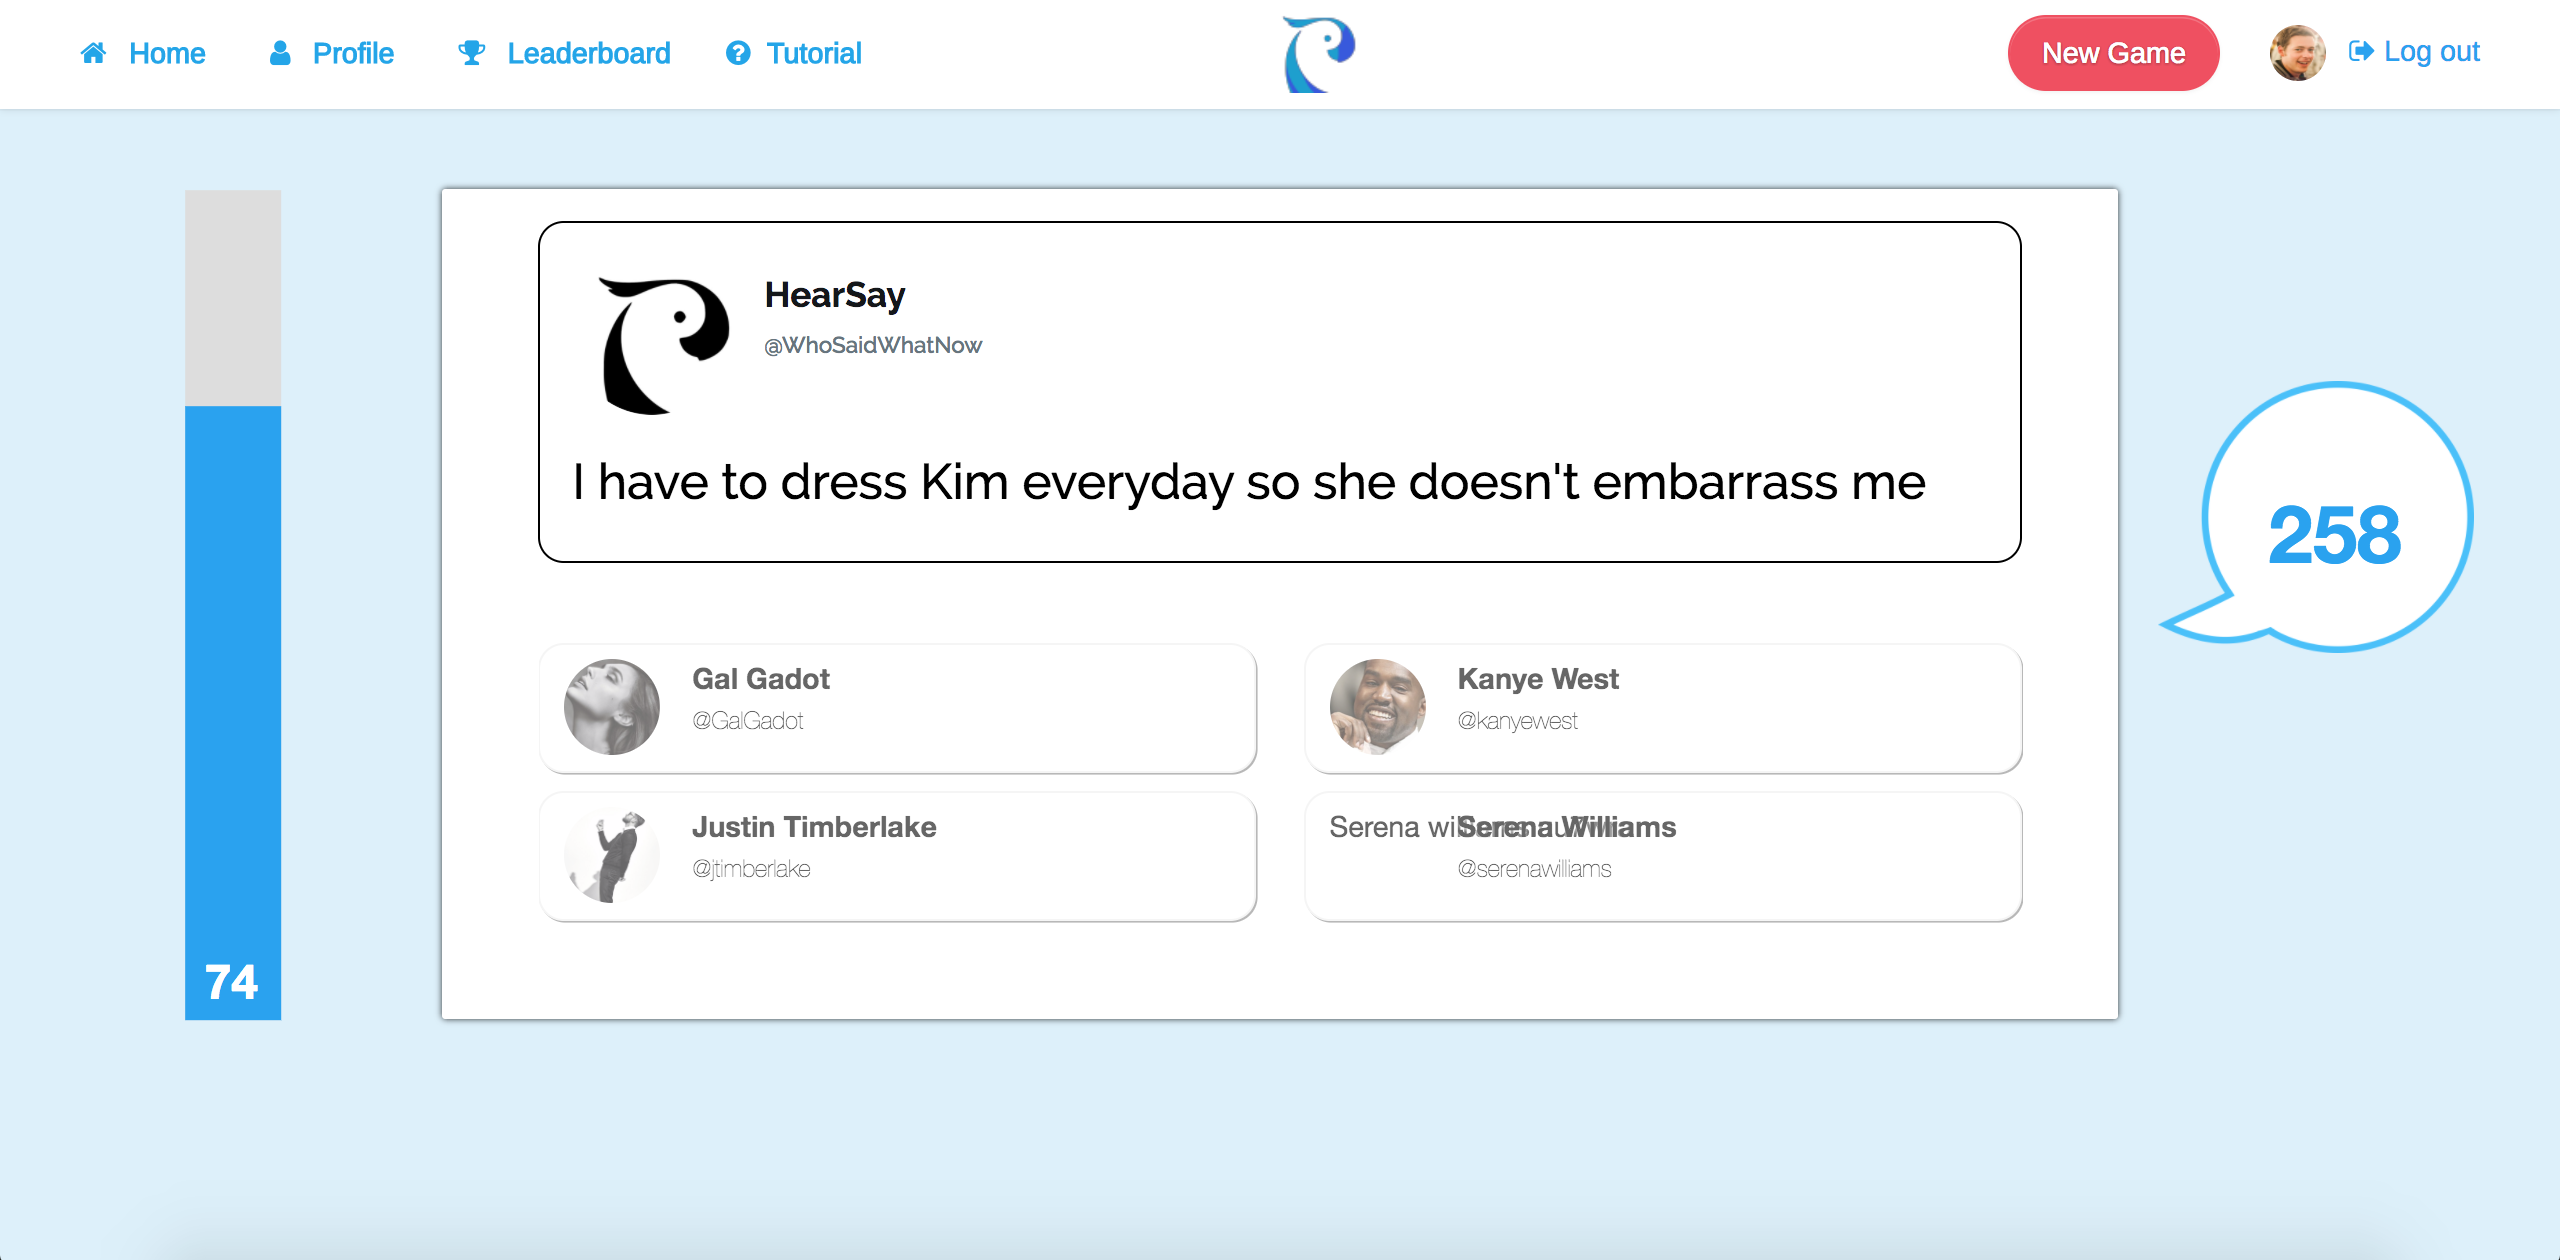 Home Profile Leaderboard Tutorial New Game Log out
HearSay
@WhoSaidWhatNow
I have to dress Kim everyday so she doesn't embarrass me
258
Gal Gadot
@GalGadot
Kanye West
@kanyewest
Justin Timberlake
@jtimberlake
Serena Serena Williams
@serenawilliams
74